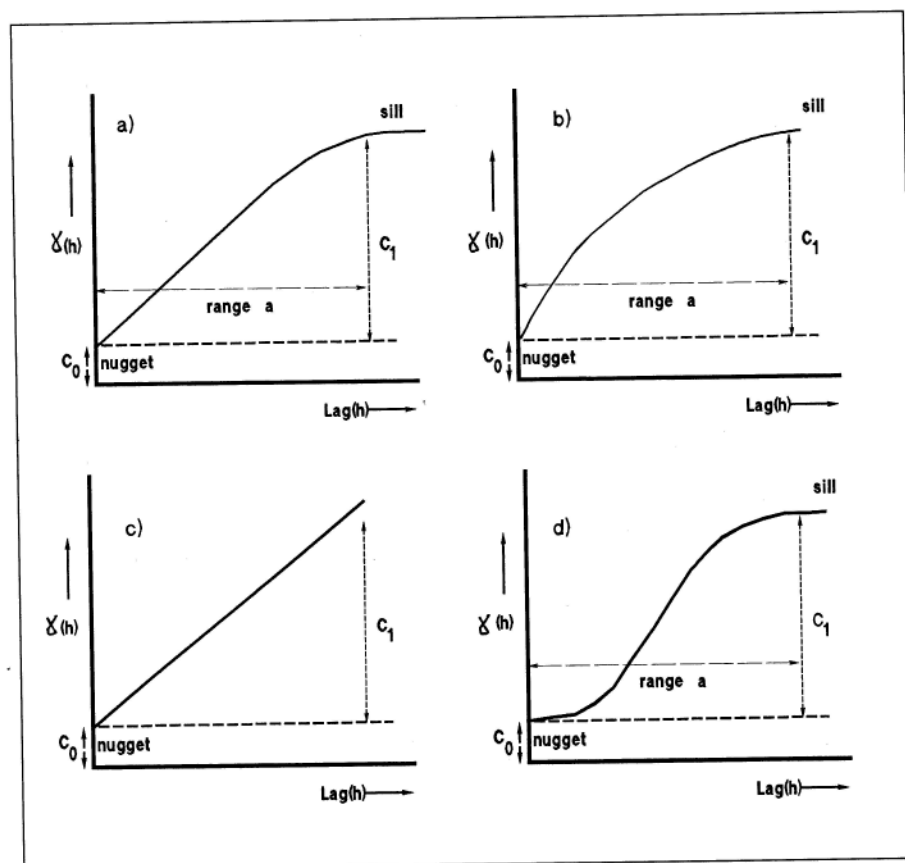 a)
sill
ɣ(h)
C₁
range a
C₀
nugget
Lag(h)
b)
sill
ɣ(h)
C₁
range a
C₀
nugget
Lag(h)
c)
ɣ(h)
C₁
C₀
nugget
Lag(h)
d)
sill
ɣ(h)
C₁
range a
C₀
nugget
Lag(h)